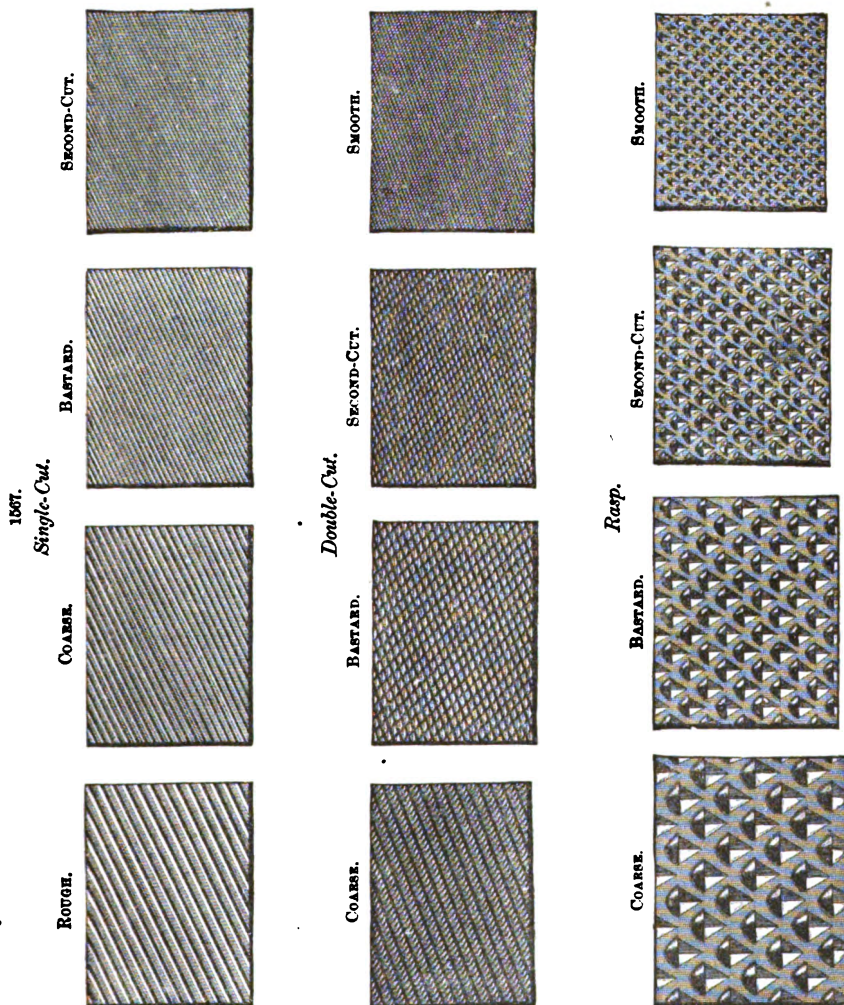 1567.
Single-Cut.
ROUGH. COARSE. BASTARD. SECOND-CUT.
Double-Cut.
COARSE. BASTARD. SECOND-CUT. SMOOTH.
Rasp.
COARSE. BASTARD. SECOND-CUT. SMOOTH.